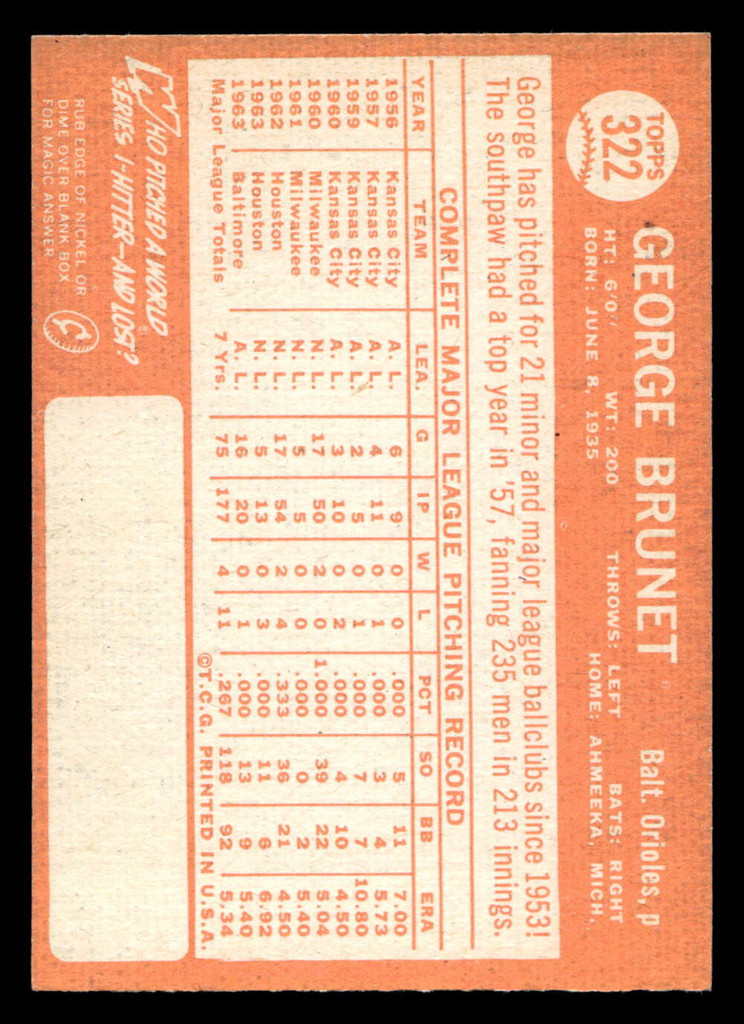 TOPPS
322
GEORGE BRUNET
Balt. Orioles, p
HT: 6'0" WT: 200 THROWS: LEFT BATS: RIGHT
BORN: JUNE 8, 1935 HOME: AHMEEKA, MICH.
George has pitched for 21 minor and major league ballclubs since 1953!
The southpaw had a top year in '57, fanning 235 men in 213 innings.
COMPLETE MAJOR LEAGUE PITCHING RECORD
YEAR TEAM LEA. G IP W L PCT SO BB ERA
1956 Kansas City A. L. 6 9 0 0 .000 5 11 7.00
1957 Kansas City A. L. 4 11 0 1 .000 3 4 5.73
1959 Kansas City A. L. 2 5 0 1 .000 7 7 10.80
1960 Kansas City A. L. 3 10 0 2 .000 4 10 4.50
1960 Milwaukee N. L. 17 50 2 0 1.000 39 22 5.04
1961 Milwaukee N. L. 5 5 0 0 .000 0 2 5.40
1962 Houston N. L. 17 54 2 4 .333 36 21 4.50
1963 Houston N. L. 5 13 0 3 .000 11 6 6.92
1963 Baltimore A. L. 16 20 0 1 .000 13 9 5.40
Major League Totals 7 Yrs. 75 177 4 11 .267 118 92 5.34
©T.C.G. PRINTED IN U.S.A.
WHO PITCHED A WORLD
SERIES 1-HITTER—AND LOST?
RUB EDGE OF NICKEL OR
DIME OVER BLANK BOX
FOR MAGIC ANSWER